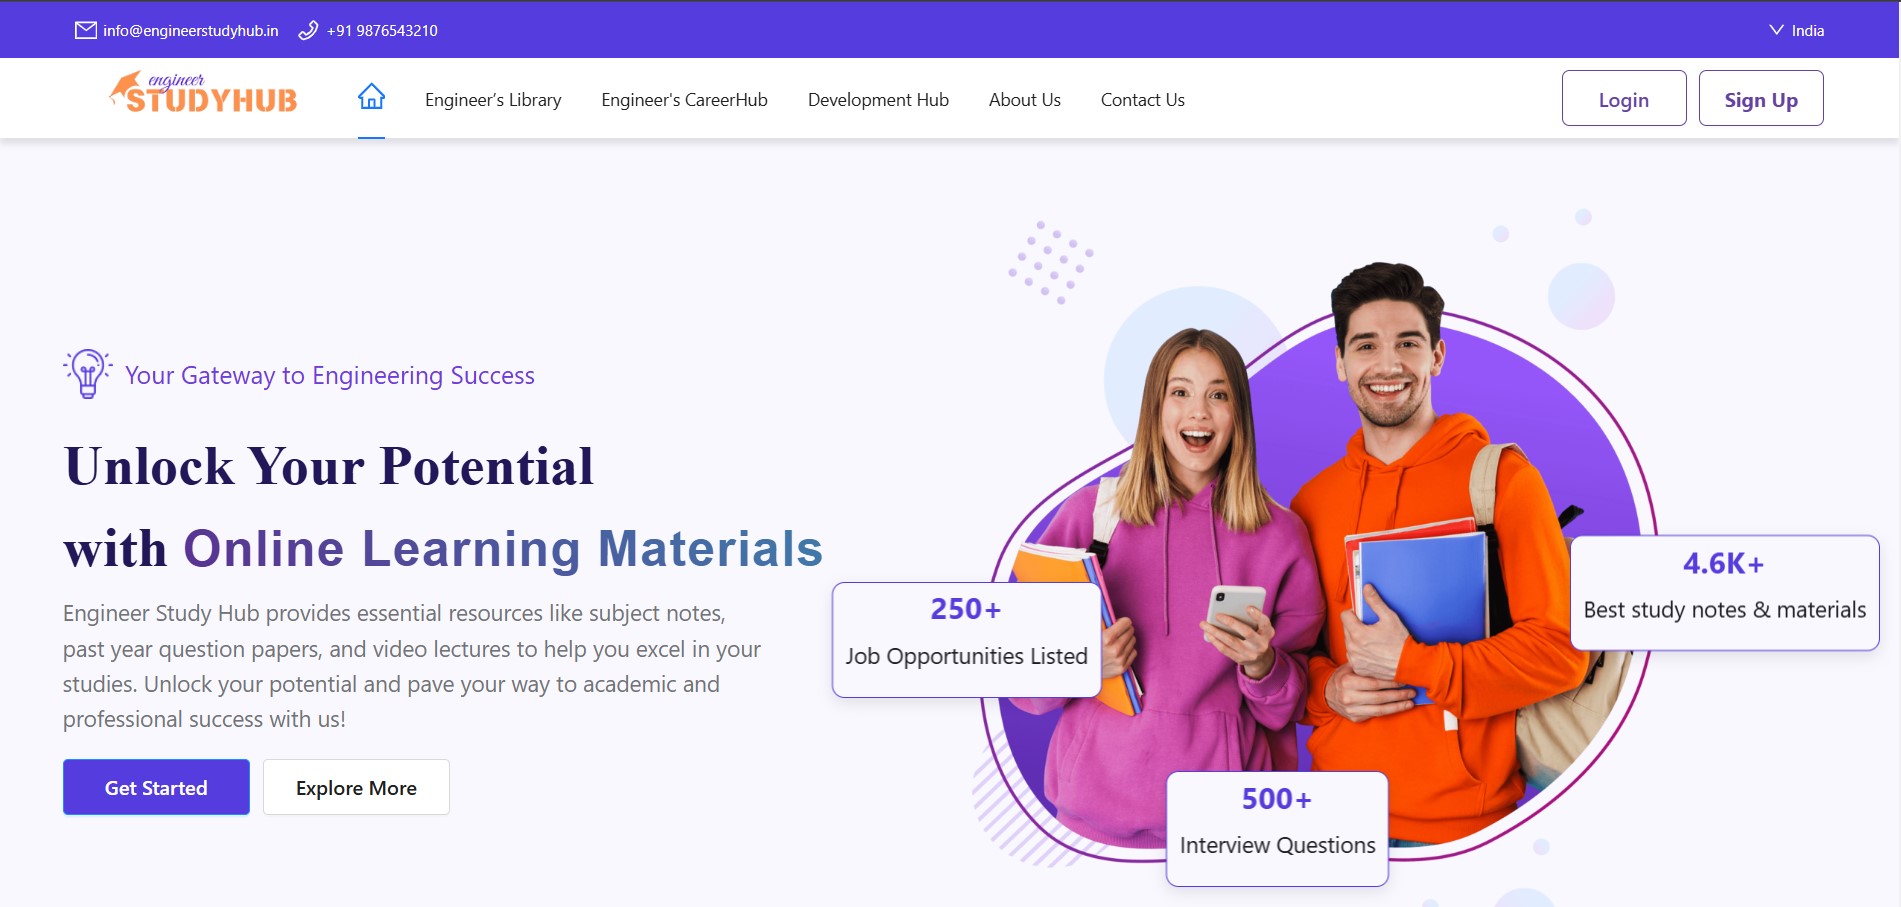 info@engineerstudyhub.in
+91 9876543210
India
engineer
STUDYHUB
Engineer’s Library
Engineer's CareerHub
Development Hub
About Us
Contact Us
Login
Sign Up
Your Gateway to Engineering Success
Unlock Your Potential
with Online Learning Materials
Engineer Study Hub provides essential resources like subject notes,
past year question papers, and video lectures to help you excel in your
studies. Unlock your potential and pave your way to academic and
professional success with us!
Get Started
Explore More
250+
Job Opportunities Listed
4.6K+
Best study notes & materials
500+
Interview Questions